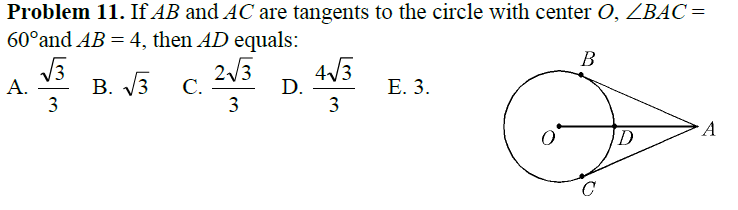 Problem 11. If AB and AC are tangents to the circle with center O, ∠BAC =
60°and AB = 4, then AD equals:
A. √3/3 B. √3 C. 2√3/3 D. 4√3/3 E. 3.
B
O D A
C